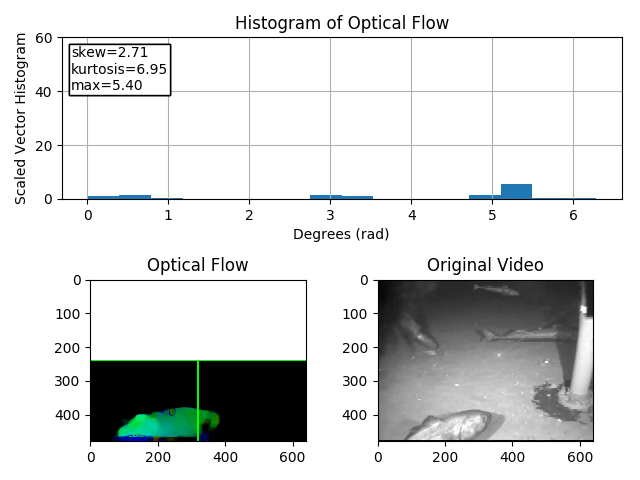 Histogram of Optical Flow
Scaled Vector Histogram
60
40
20
0
skew=2.71
kurtosis=6.95
max=5.40
0 1 2 3 4 5 6
Degrees (rad)
Optical Flow
0
100
200
300
400
0 200 400 600
Original Video
0
100
200
300
400
0 200 400 600